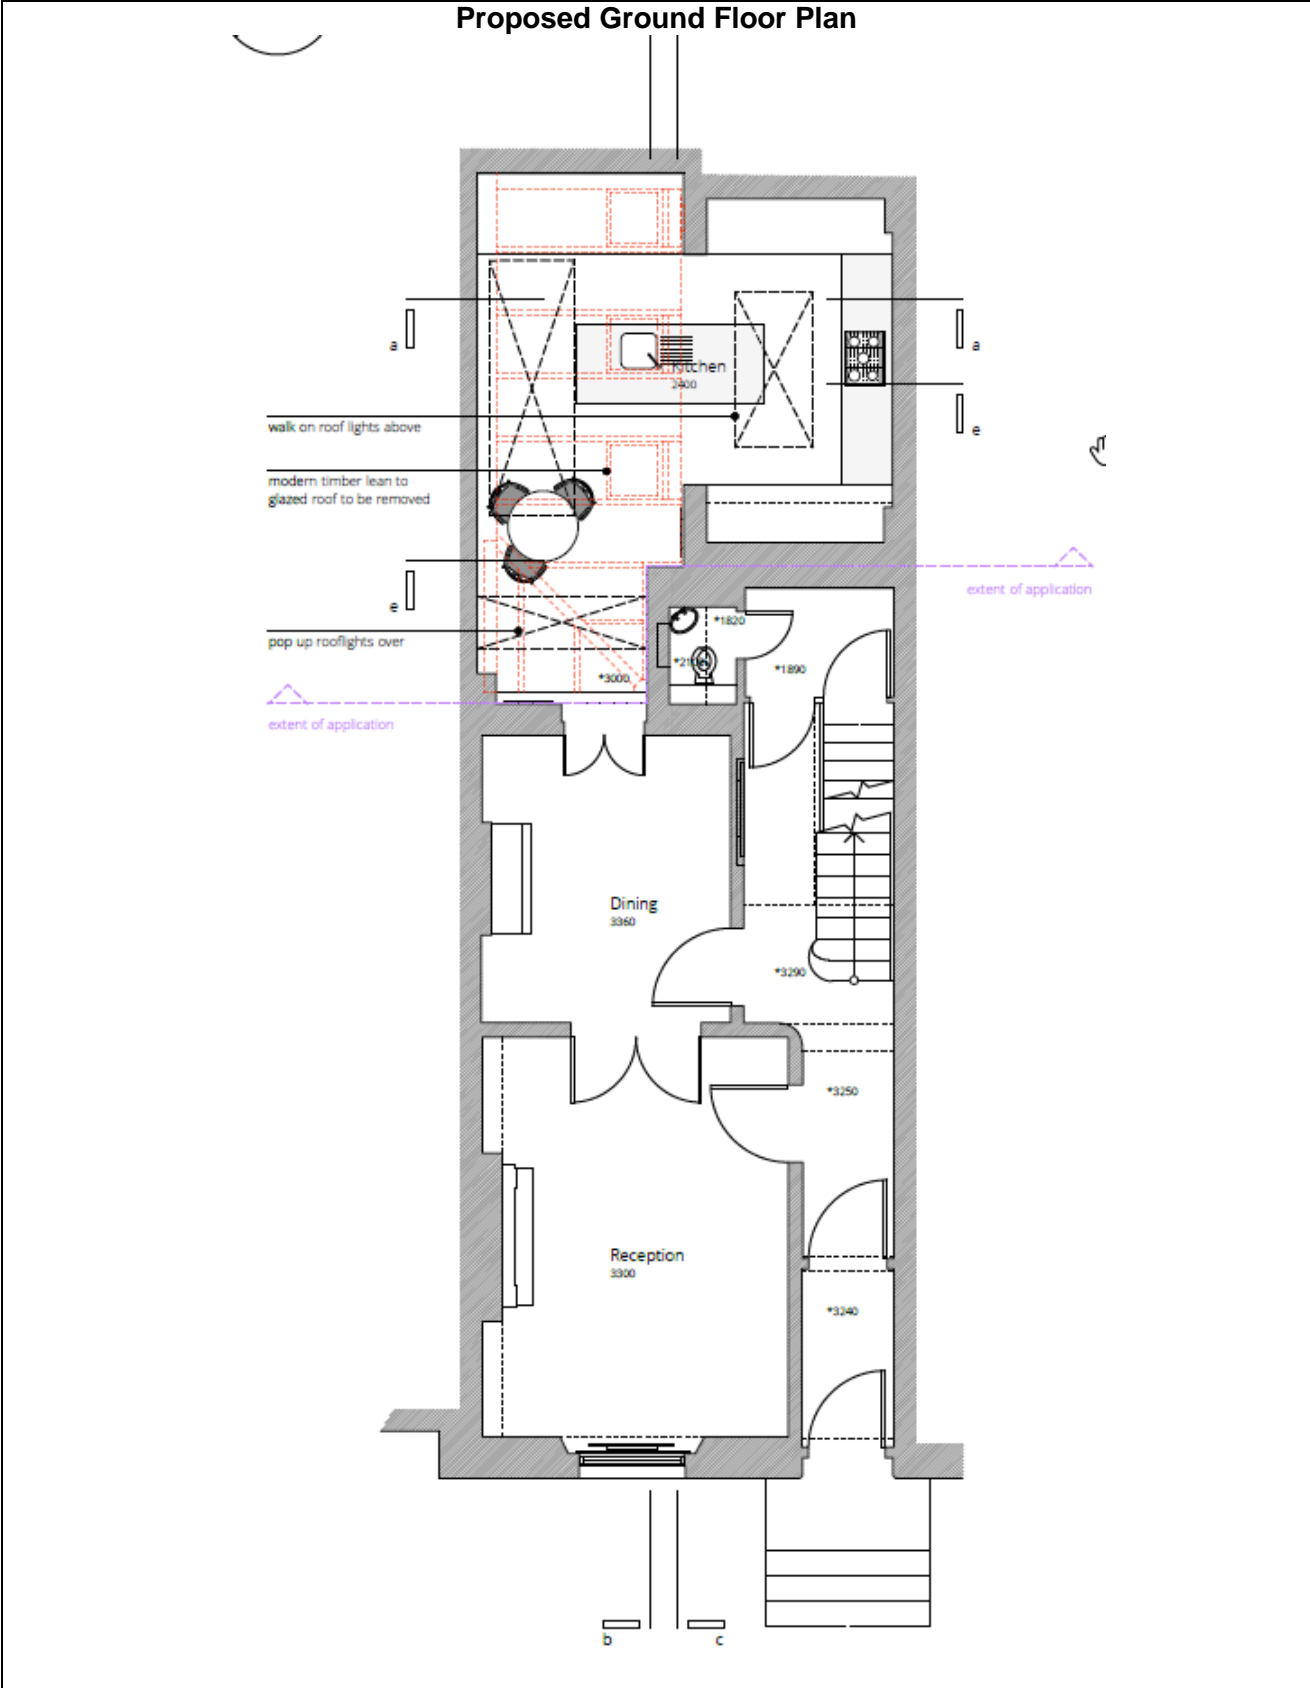 Proposed Ground Floor Plan
a
a
Kitchen
2400
walk on roof lights above
e
modern timber lean to
glazed roof to be removed
extent of application
e
*1820
pop up rooflights over
*1890
*3000
extent of application
Dining
3360
*3290
*3250
Reception
3300
*3240
b
c